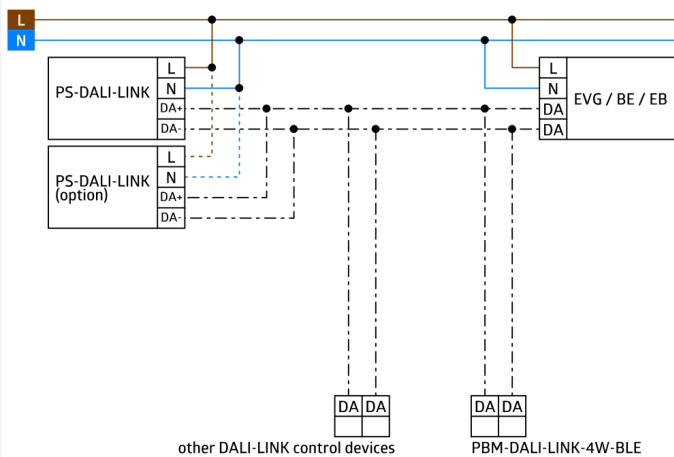 L
N
PS-DALI-LINK
L
N
DA+
DA-
EVG / BE / EB
L
N
DA
DA
PS-DALI-LINK
(option)
L
N
DA+
DA-
DA DA
DA DA
other DALI-LINK control devices
PBM-DALI-LINK-4W-BLE